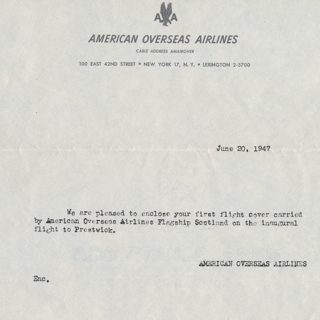 A A
AMERICAN OVERSEAS AIRLINES
CABLE ADDRESS AMAIROVER
100 EAST 42ND STREET • NEW YORK 17, N. Y. • LEXINGTON 2-5700
June 20, 1947
We are pleased to enclose your first flight cover carried
by American Overseas Airlines Flagship Scotland on the inaugural
flight to Prestwick.
AMERICAN OVERSEAS AIRLINES
Enc.